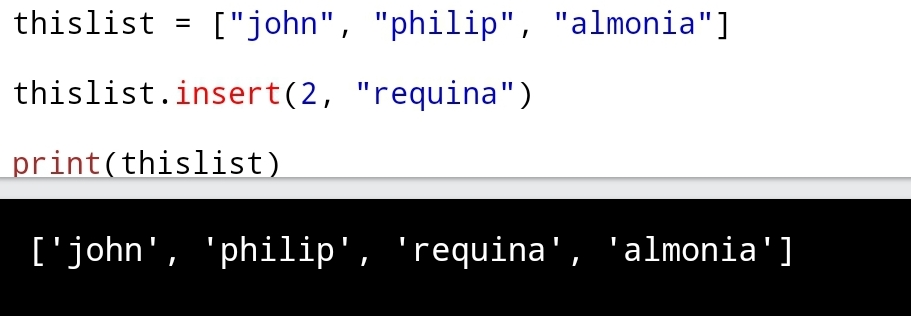 thislist = ["john", "philip", "almonia"]
thislist.insert(2, "requina")
print(thislist)
['john', 'philip', 'requina', 'almonia']